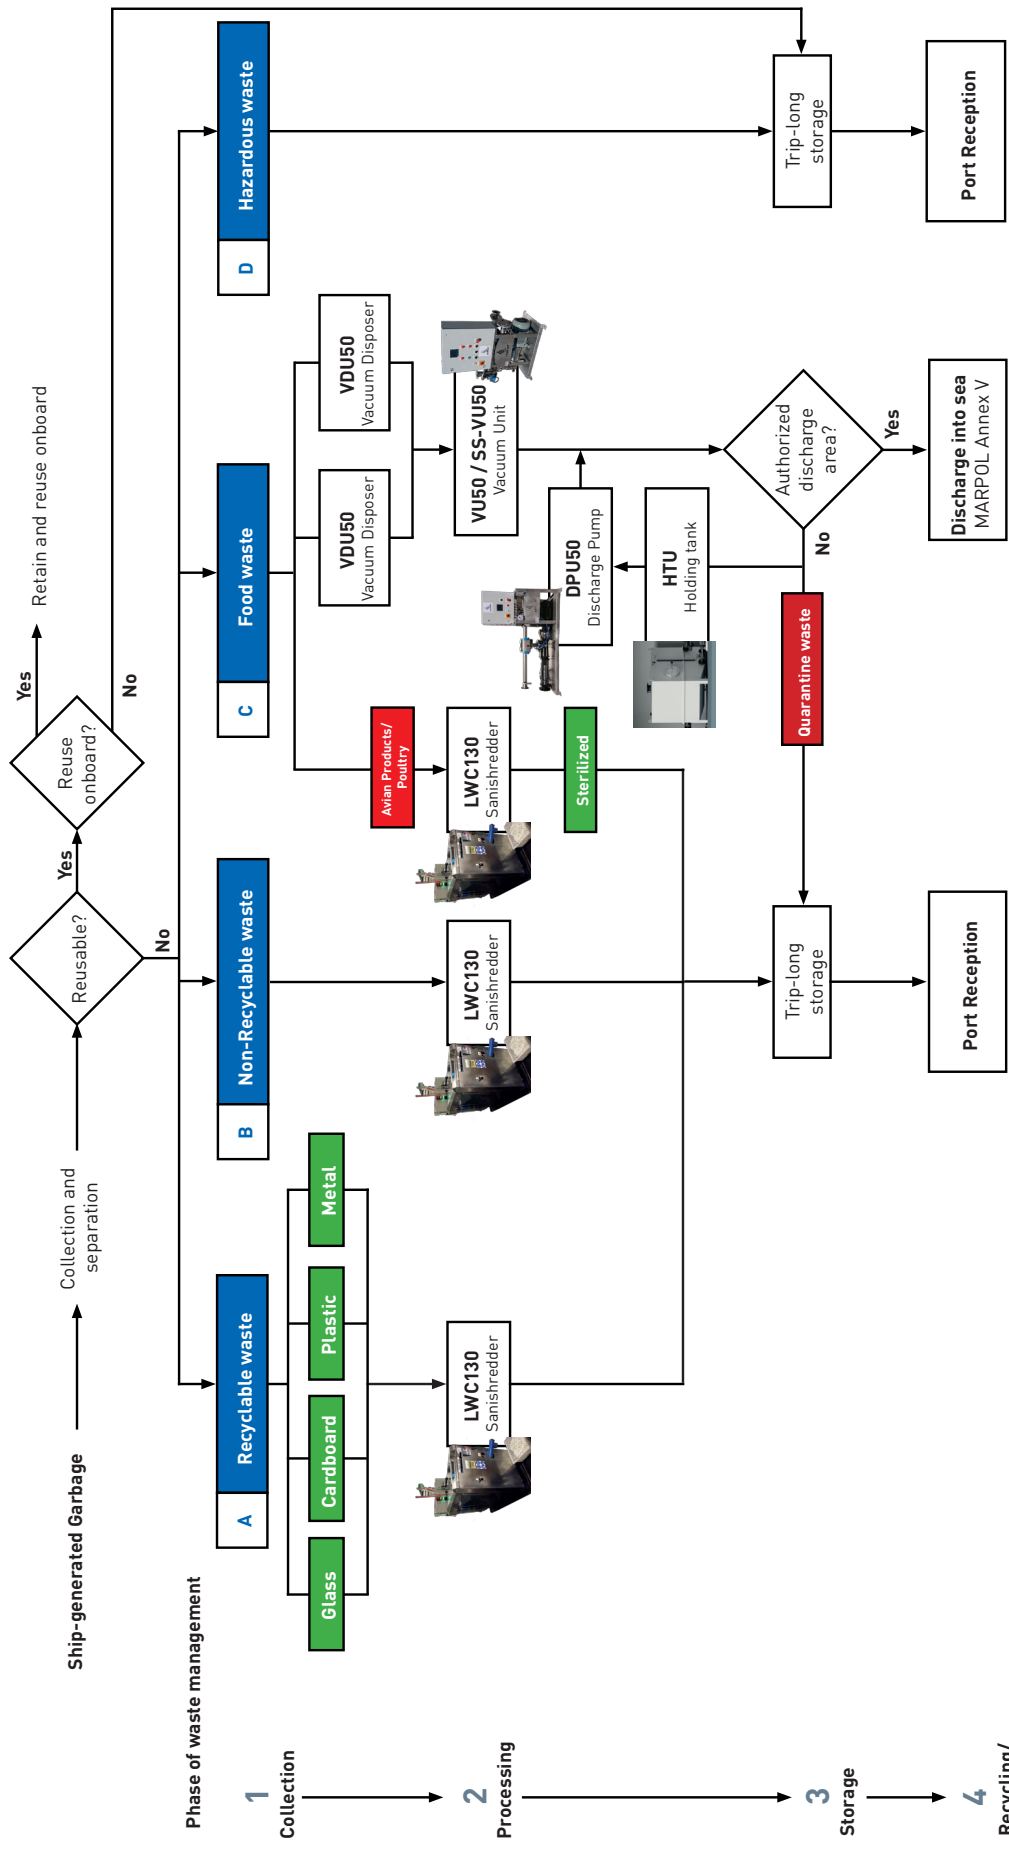 Ship-generated Garbage
Collection and
separation
Reusable?
Yes
Reuse
onboard?
Yes
Retain and reuse onboard
No
No
Phase of waste management
1
Collection
A
Recyclable waste
B
Non-Recyclable waste
C
Food waste
D
Hazardous waste
Glass
Cardboard
Plastic
Metal
Avian Products/
Poultry
VDU50
Vacuum Disposer
VDU50
Vacuum Disposer
2
Processing
LWC130
Sanishredder
LWC130
Sanishredder
LWC130
Sanishredder
VU50 / SS-VU50
Vacuum Unit
Sterilized
DPU50
Discharge Pump
HTU
Holding tank
3
Storage
Trip-long
storage
Quarantine waste
No
Authorized
discharge
area?
Yes
Trip-long
storage
4
Recycling/
Port Reception
Discharge into sea
MARPOL Annex V
Port Reception